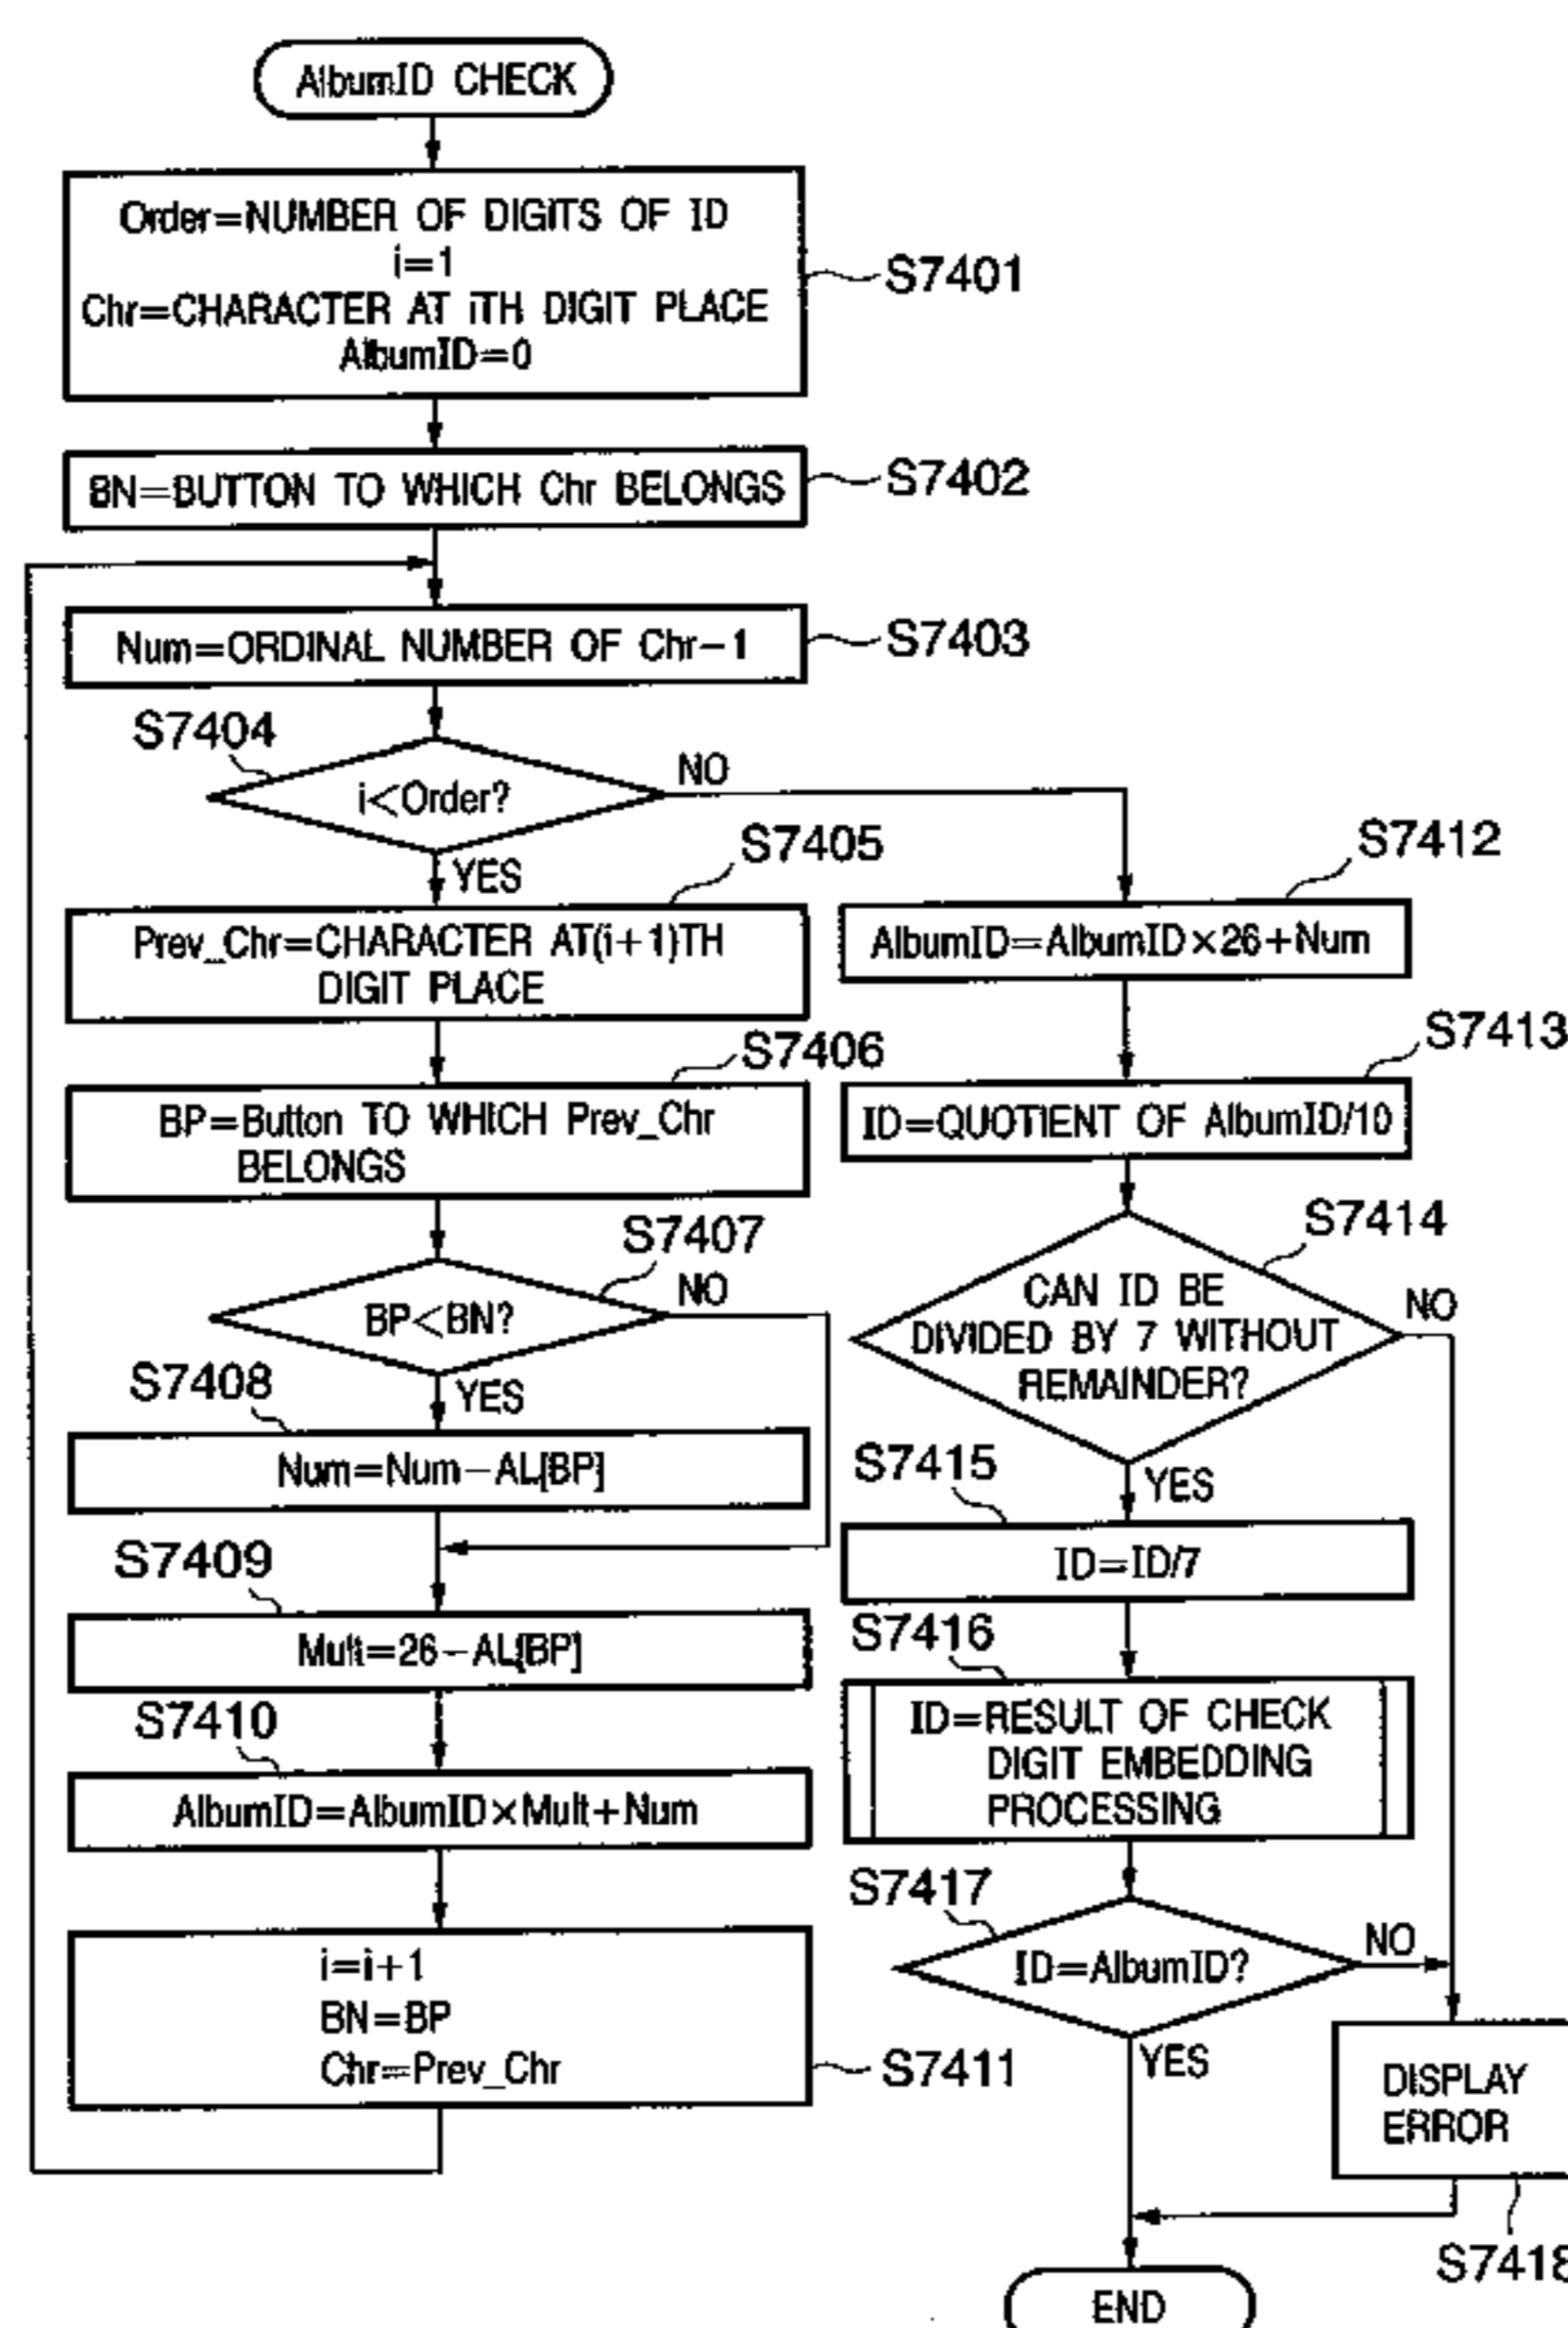 AlbumID CHECK
Order=NUMBER OF DIGITS OF ID
i=1
Chr=CHARACTER AT iTH DIGIT PLACE
AlbumID=0
S7401
BN=BUTTON TO WHICH Chr BELONGS
S7402
Num=ORDINAL NUMBER OF Chr-1
S7403
S7404
i<Order?
NO
YES
S7405
Prev_Chr=CHARACTER AT(i+1)TH
DIGIT PLACE
S7406
BP=Button TO WHICH Prev_Chr
BELONGS
S7407
BP<BN?
NO
YES
S7408
Num=Num-AL[BP]
S7409
Mult=26-AL[BP]
S7410
AlbumID=AlbumID×Mult+Num
i=i+1
BN=BP
Chr=Prev_Chr
S7411
S7412
AlbumID=AlbumID×26+Num
S7413
ID=QUOTIENT OF AlbumID/10
S7414
CAN ID BE
DIVIDED BY 7 WITHOUT
REMAINDER?
NO
YES
S7415
ID=ID/7
S7416
ID=RESULT OF CHECK
DIGIT EMBEDDING
PROCESSING
S7417
ID=AlbumID?
NO
YES
DISPLAY
ERROR
S7418
END